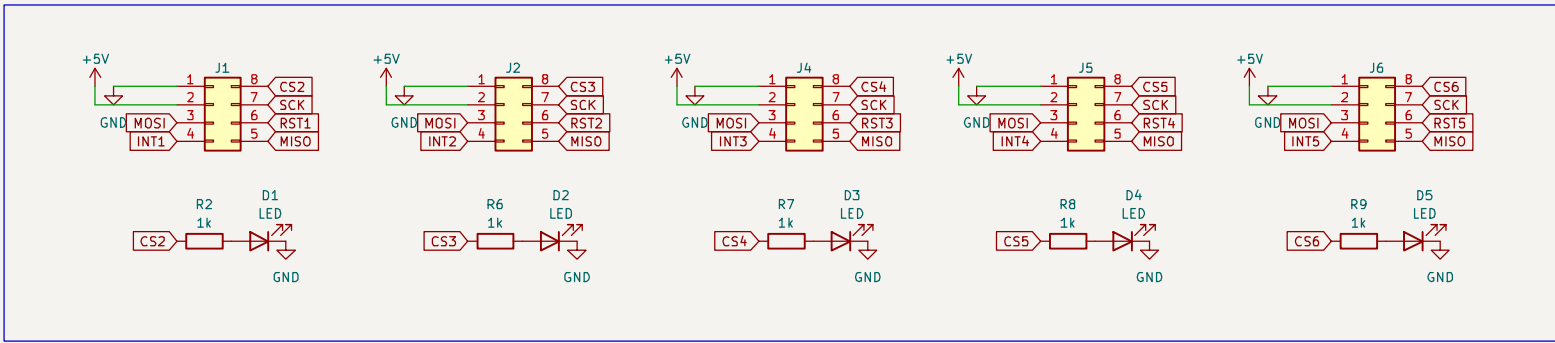 +5V
J1
1
8
CS2
2
7
SCK
GND
MOSI
3
6
RST1
INT1
4
5
MISO
+5V
J2
1
8
CS3
2
7
SCK
GND
MOSI
3
6
RST2
INT2
4
5
MISO
+5V
J4
1
8
CS4
2
7
SCK
GND
MOSI
3
6
RST3
INT3
4
5
MISO
+5V
J5
1
8
CS5
2
7
SCK
GND
MOSI
3
6
RST4
INT4
4
5
MISO
+5V
J6
1
8
CS6
2
7
SCK
GND
MOSI
3
6
RST5
INT5
4
5
MISO
R2
1k
D1
LED
CS2
GND
R6
1k
D2
LED
CS3
GND
R7
1k
D3
LED
CS4
GND
R8
1k
D4
LED
CS5
GND
R9
1k
D5
LED
CS6
GND